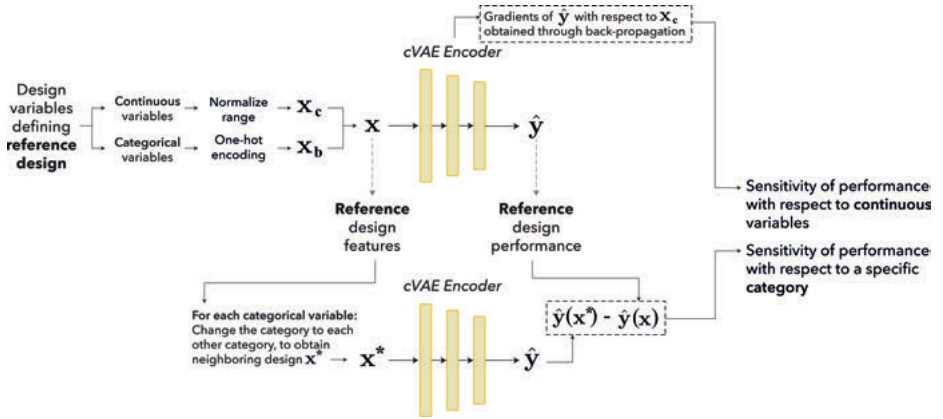 Gradients of ŷ with respect to x_c
obtained through back-propagation
cVAE Encoder
Design
variables
defining
reference
design
Continuous
variables
Normalize
range
x_c
Categorical
variables
One-hot
encoding
x_b
x
ŷ
Reference
design
features
Reference
design
performance
Sensitivity of performance
with respect to continuous
variables
Sensitivity of performance
with respect to a specific
category
cVAE Encoder
For each categorical variable:
Change the category to each
other category, to obtain
neighboring design x*
x*
ŷ
ŷ(x*) - ŷ(x)